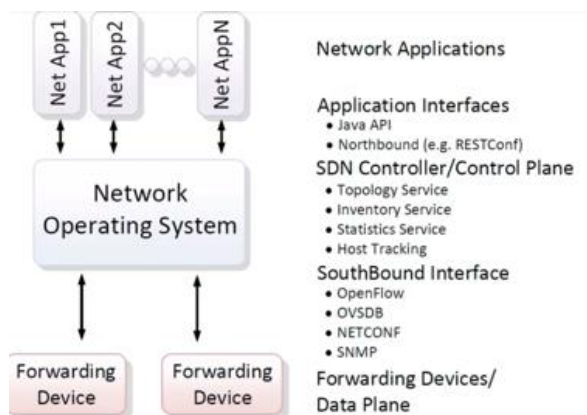 Net App1
Net App2
Net AppN
Network
Operating System
Forwarding
Device
Forwarding
Device
Network Applications
Application Interfaces
• Java API
• Northbound (e.g. RESTConf)
SDN Controller/Control Plane
• Topology Service
• Inventory Service
• Statistics Service
• Host Tracking
SouthBound Interface
• OpenFlow
• OVSDB
• NETCONF
• SNMP
Forwarding Devices/
Data Plane